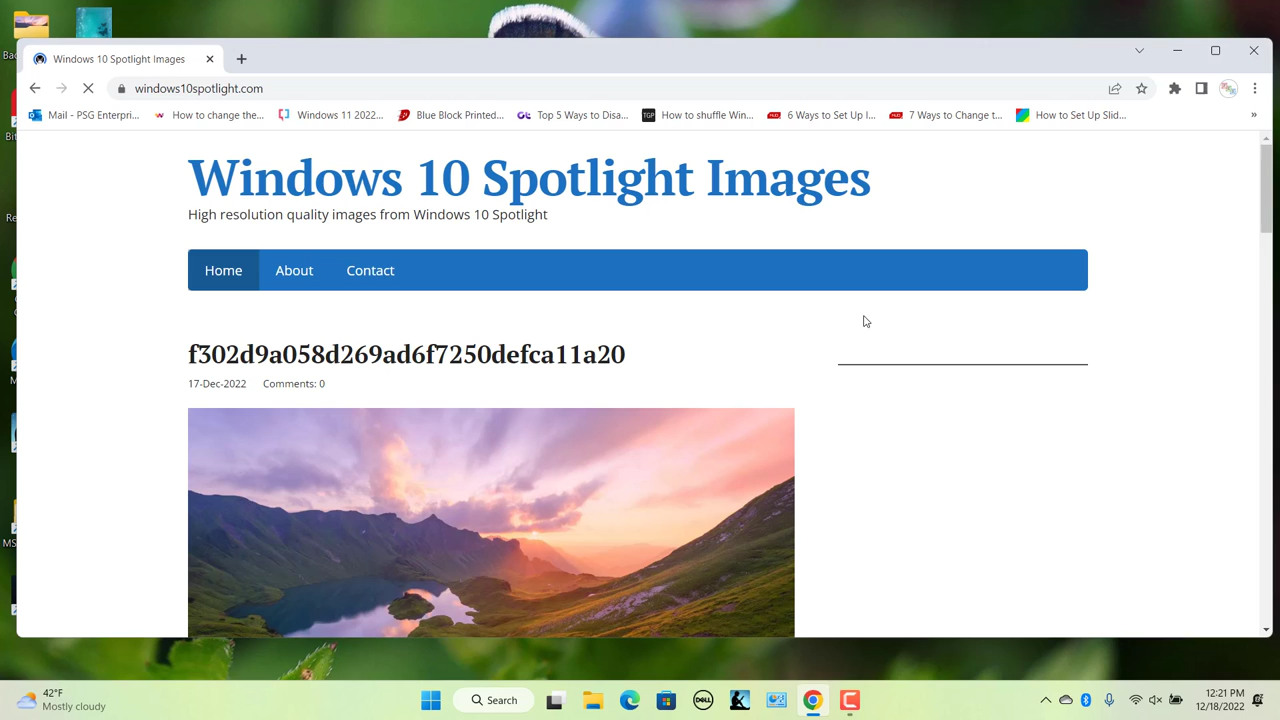 Windows 10 Spotlight Images
windows10spotlight.com
Mail - PSG Enterpri...
How to change the...
Windows 11 2022...
Blue Block Printed...
Top 5 Ways to Disa...
TGP
How to shuffle Win...
6 Ways to Set Up I...
7 Ways to Change t...
How to Set Up Slid...
»
Windows 10 Spotlight Images
High resolution quality images from Windows 10 Spotlight
Home
About
Contact
f302d9a058d269ad6f7250defca11a20
17-Dec-2022 Comments: 0
42°F
Mostly cloudy
Search
DELL
12:21 PM
12/18/2022